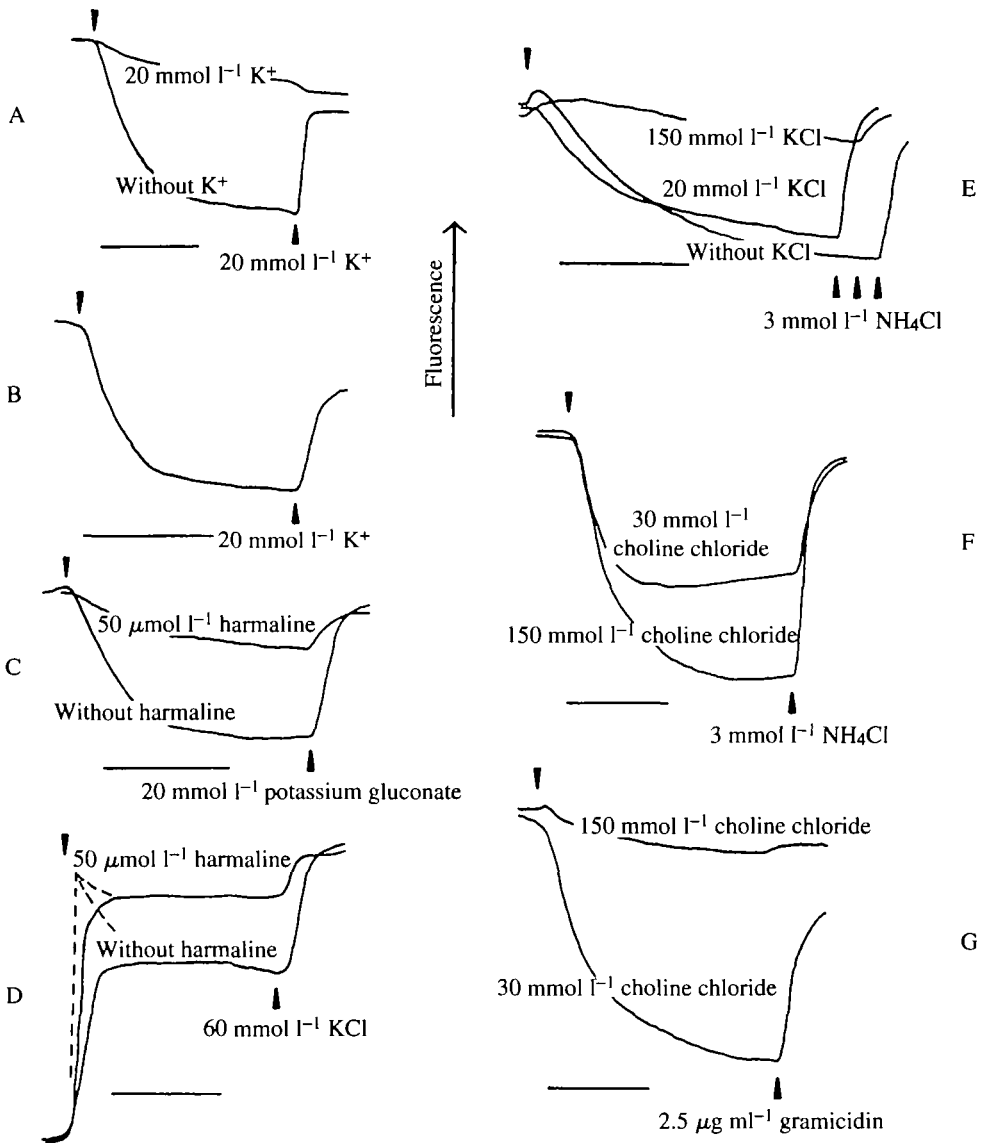 A
20 mmol l⁻¹ K⁺
Without K⁺
20 mmol l⁻¹ K⁺
B
20 mmol l⁻¹ K⁺
C
50 μmol l⁻¹ harmaline
Without harmaline
20 mmol l⁻¹ potassium gluconate
D
50 μmol l⁻¹ harmaline
Without harmaline
60 mmol l⁻¹ KCl
Fluorescence
E
150 mmol l⁻¹ KCl
20 mmol l⁻¹ KCl
Without KCl
3 mmol l⁻¹ NH₄Cl
F
30 mmol l⁻¹
choline chloride
150 mmol l⁻¹ choline chloride
3 mmol l⁻¹ NH₄Cl
G
150 mmol l⁻¹ choline chloride
30 mmol l⁻¹ choline chloride
2.5 μg ml⁻¹ gramicidin